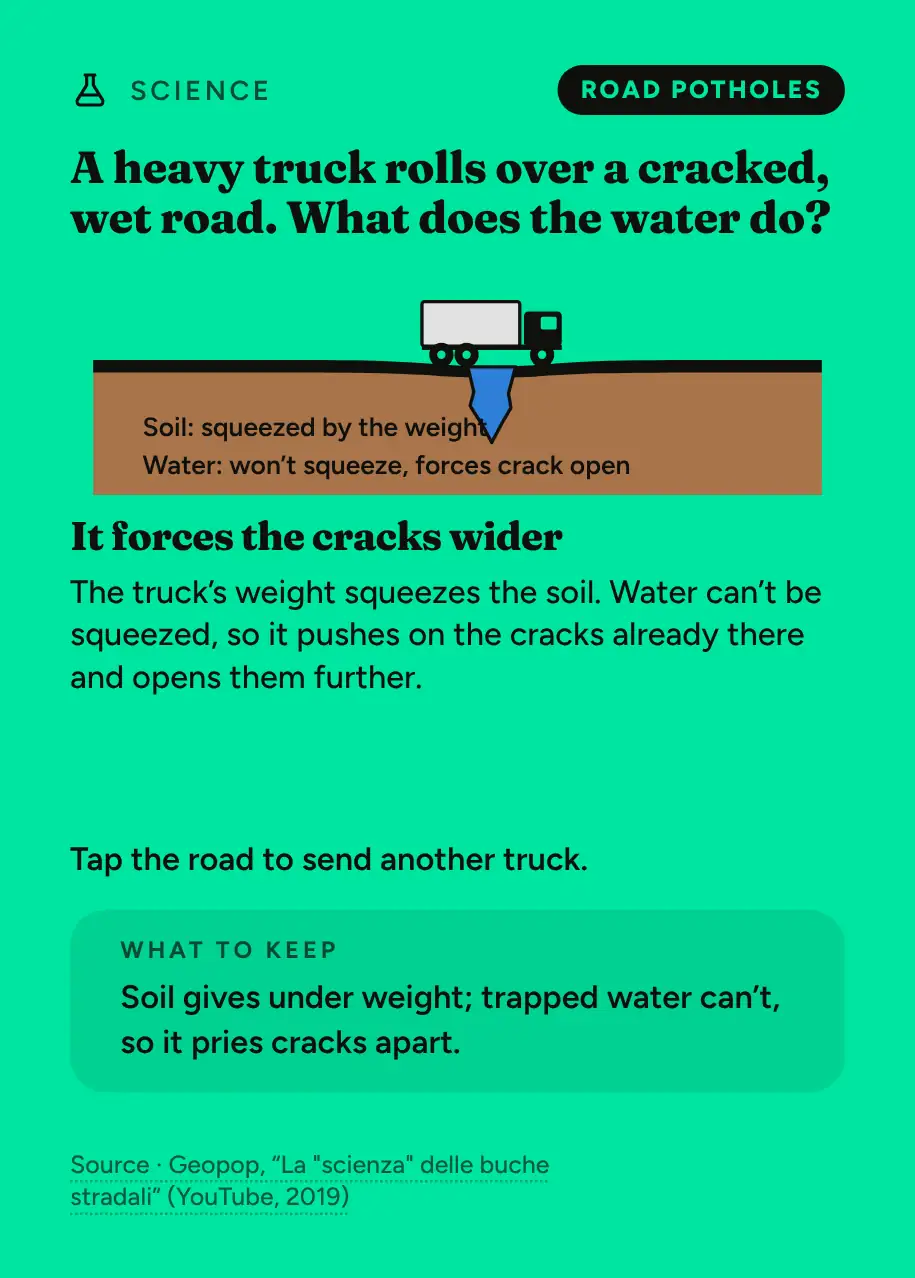 SCIENCE
ROAD POTHOLES
A heavy truck rolls over a cracked,
wet road. What does the water do?
Soil: squeezed by the weight
Water: won’t squeeze, forces crack open
It forces the cracks wider
The truck’s weight squeezes the soil. Water can’t be
squeezed, so it pushes on the cracks already there
and opens them further.
Tap the road to send another truck.
WHAT TO KEEP
Soil gives under weight; trapped water can’t,
so it pries cracks apart.
Source · Geopop, “La "scienza" delle buche
stradali” (YouTube, 2019)